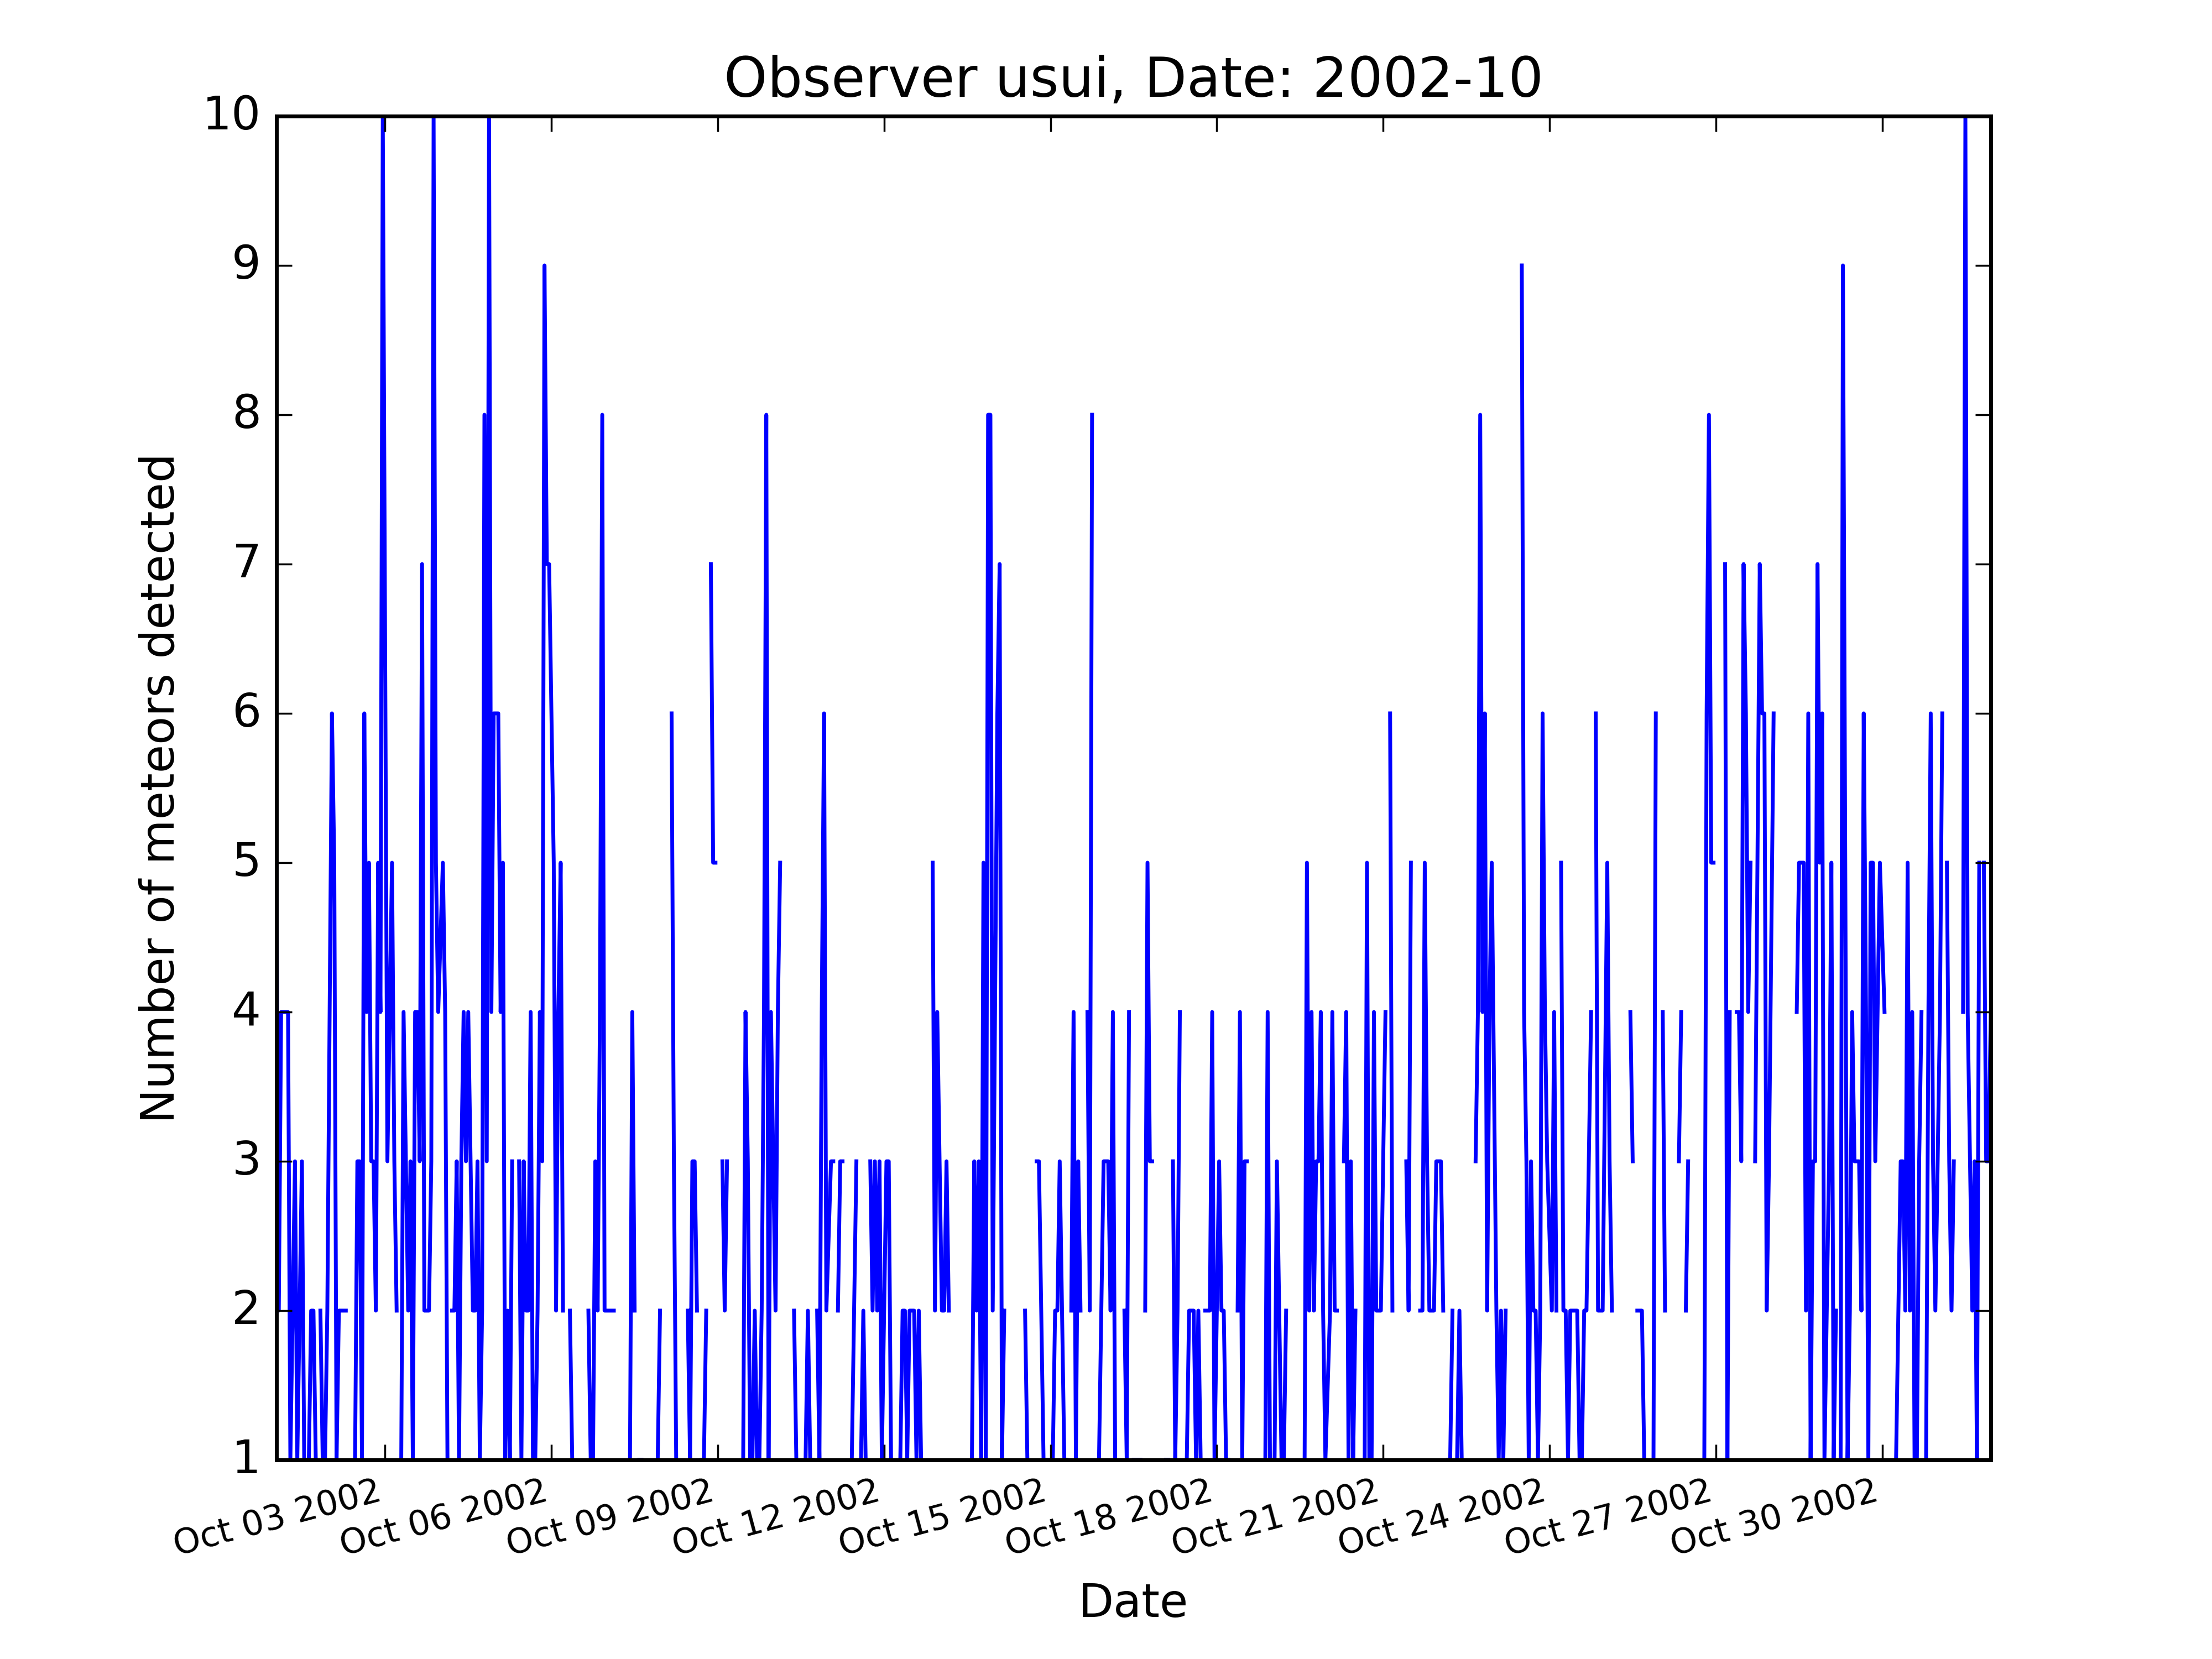 Observer usui, Date: 2002-10
Number of meteors detected
10
9
8
7
6
5
4
3
2
1
Oct 03 2002
Oct 06 2002
Oct 09 2002
Oct 12 2002
Oct 15 2002
Oct 18 2002
Oct 21 2002
Oct 24 2002
Oct 27 2002
Oct 30 2002
Date